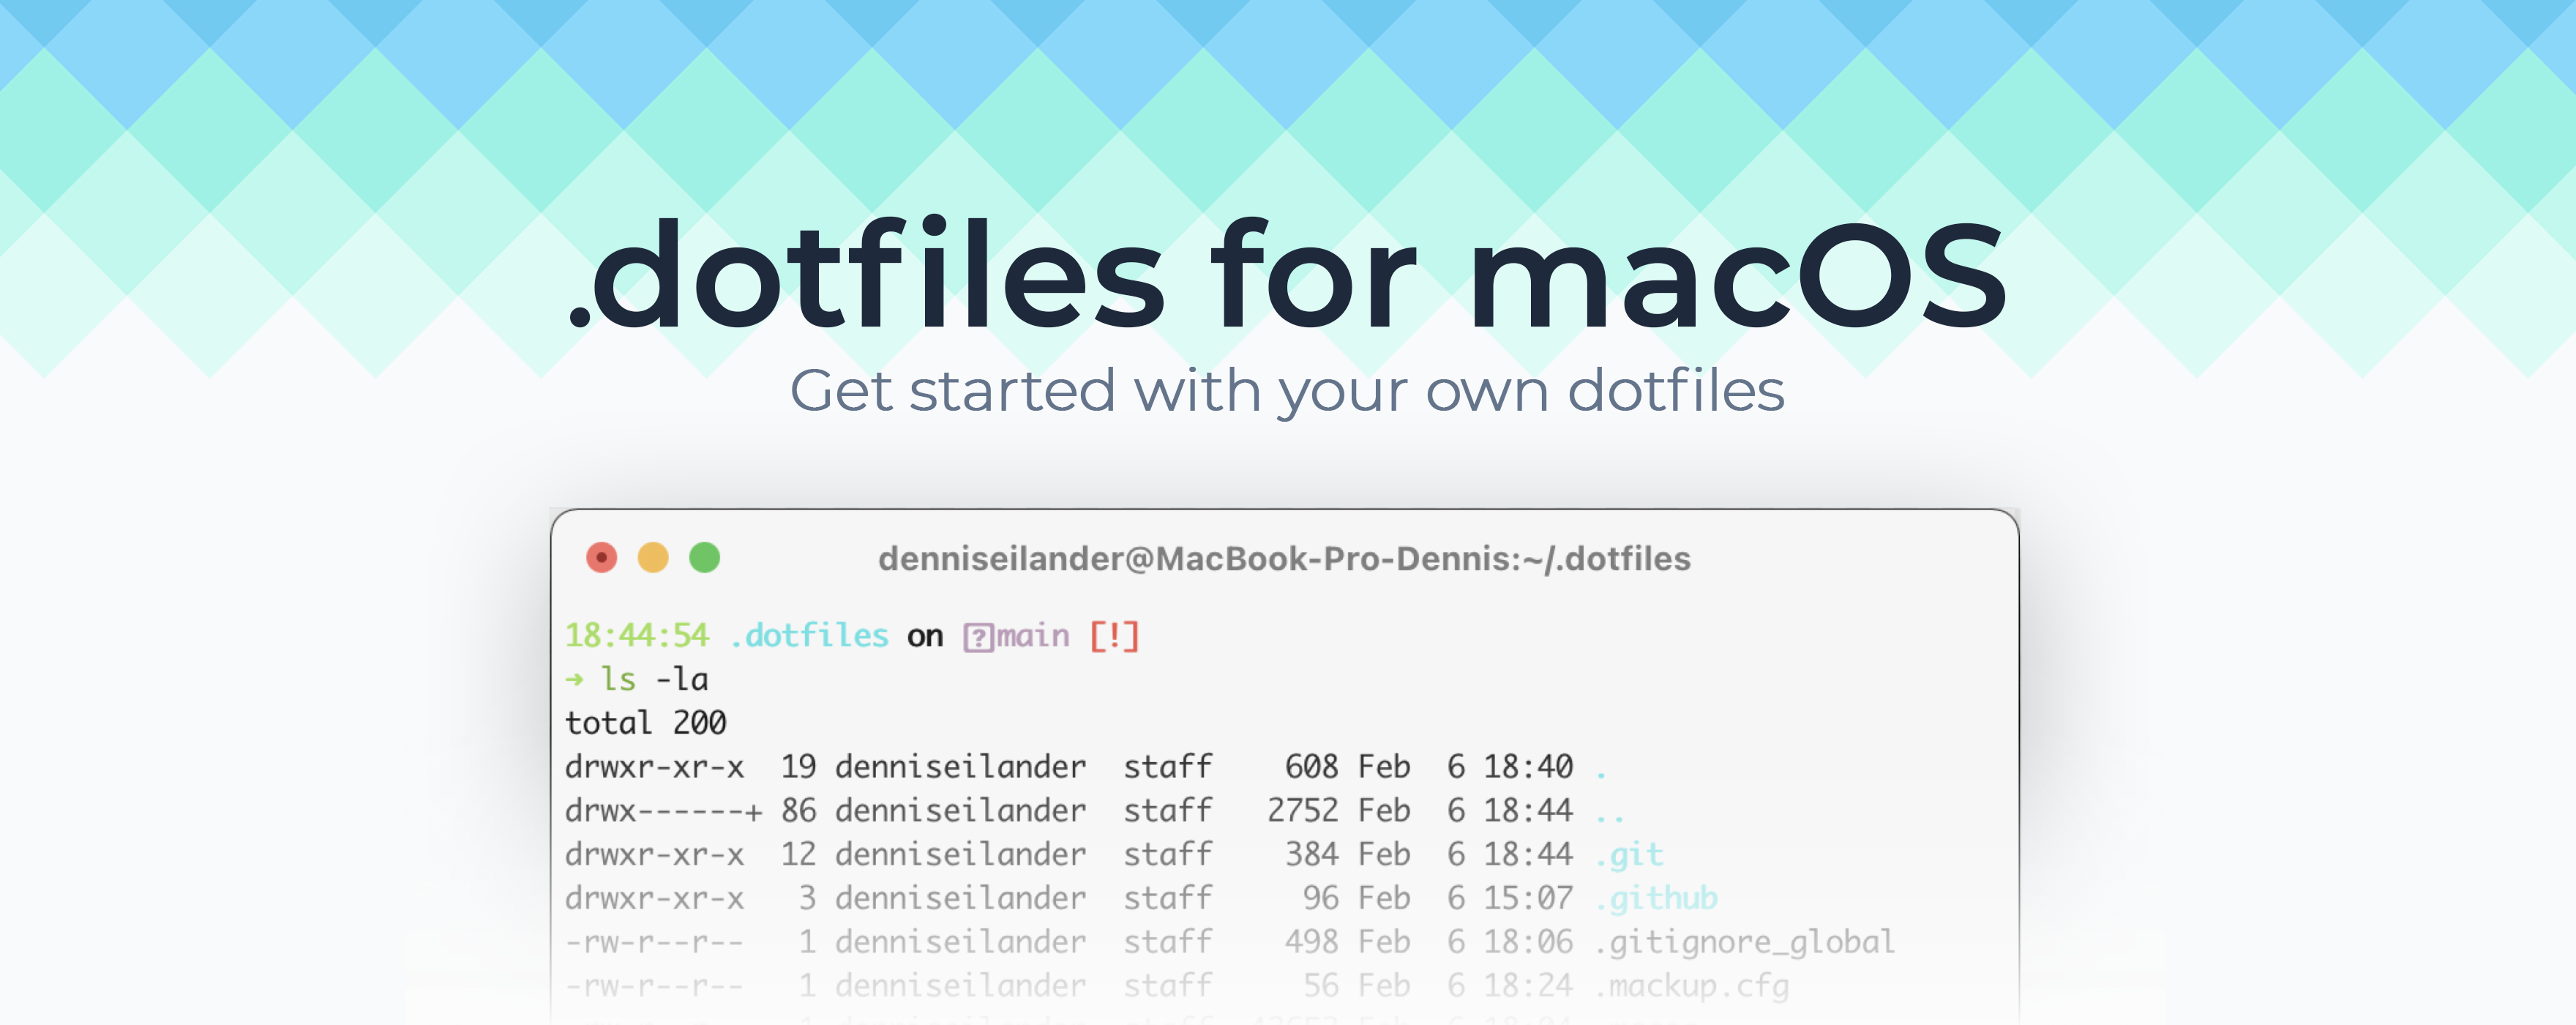 .dotfiles for macOS
Get started with your own dotfiles
denniseilander@MacBook-Pro-Dennis:~/.dotfiles
18:44:54 .dotfiles on ?main [!]
➜ ls -la
total 200
drwxr-xr-x  19 denniseilander  staff    608 Feb  6 18:40 .
drwx------+ 86 denniseilander  staff   2752 Feb  6 18:44 ..
drwxr-xr-x  12 denniseilander  staff    384 Feb  6 18:44 .git
drwxr-xr-x   3 denniseilander  staff     96 Feb  6 15:07 .github
-rw-r--r--   1 denniseilander  staff    498 Feb  6 18:06 .gitignore_global
-rw-r--r--   1 denniseilander  staff     56 Feb  6 18:24 .mackup.cfg